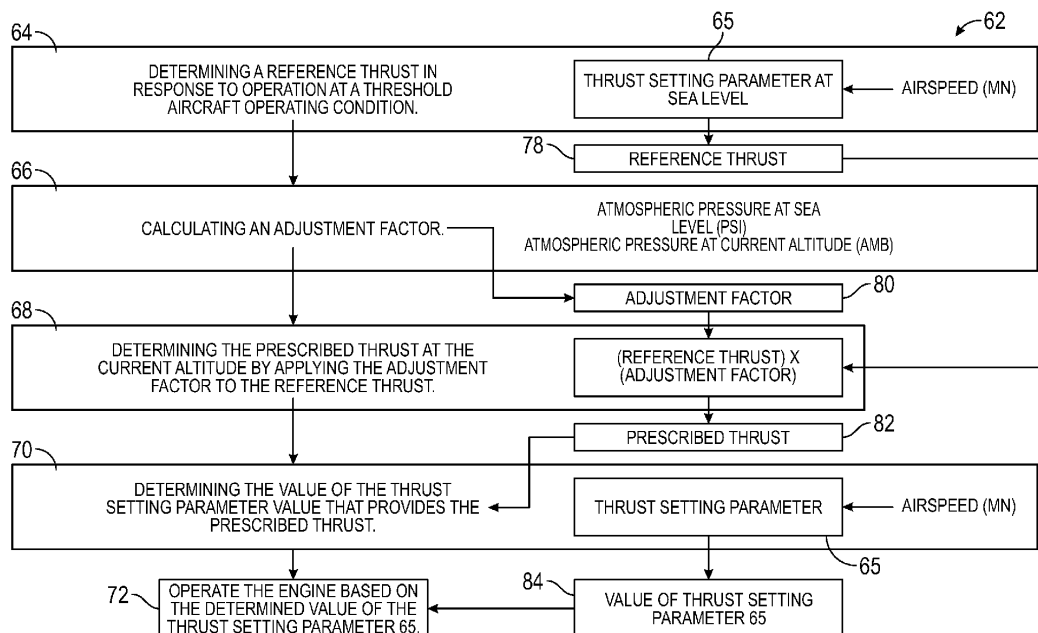 62
64
65
DETERMINING A REFERENCE THRUST IN
RESPONSE TO OPERATION AT A THRESHOLD
AIRCRAFT OPERATING CONDITION.
THRUST SETTING PARAMETER AT
SEA LEVEL
AIRSPEED (MN)
78
REFERENCE THRUST
66
CALCULATING AN ADJUSTMENT FACTOR.
ATMOSPHERIC PRESSURE AT SEA
LEVEL (PSI)
ATMOSPHERIC PRESSURE AT CURRENT ALTITUDE (AMB)
ADJUSTMENT FACTOR
80
68
DETERMINING THE PRESCRIBED THRUST AT THE
CURRENT ALTITUDE BY APPLYING THE ADJUSTMENT
FACTOR TO THE REFERENCE THRUST.
(REFERENCE THRUST) X
(ADJUSTMENT FACTOR)
PRESCRIBED THRUST
82
70
DETERMINING THE VALUE OF THE THRUST
SETTING PARAMETER VALUE THAT PROVIDES THE
PRESCRIBED THRUST.
THRUST SETTING PARAMETER
AIRSPEED (MN)
65
72
OPERATE THE ENGINE BASED ON
THE DETERMINED VALUE OF THE
THRUST SETTING PARAMETER 65.
84
VALUE OF THRUST SETTING
PARAMETER 65